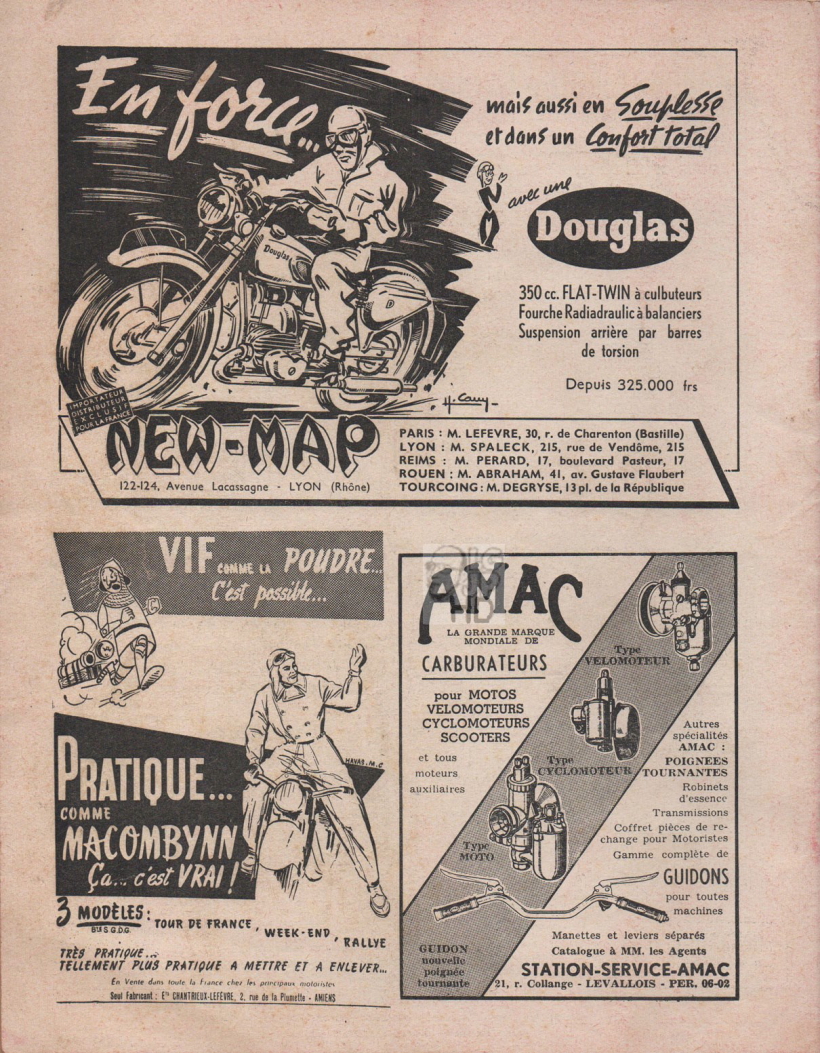 En force...
mais aussi en Souplesse
et dans un Confort total
avec une
Douglas
Douglas
D
350 cc. FLAT-TWIN à culbuteurs
Fourche Radiadraulic à balanciers
Suspension arrière par barres
de torsion
Depuis 325.000 frs
H. Cany
IMPORTATEUR
DISTRIBUTEUR
EXCLUSIF
POUR LA FRANCE
NEW-MAP
122-124, Avenue Lacassagne - LYON (Rhône)
PARIS : M. LEFEVRE, 30, r. de Charenton (Bastille)
LYON : M. SPALECK, 215, rue de Vendôme, 215
REIMS : M. PERARD, 17, boulevard Pasteur, 17
ROUEN : M. ABRAHAM, 41, av. Gustave Flaubert
TOURCOING : M. DEGRYSE, 13 pl. de la République
VIF COMME LA POUDRE...
C'est possible...
HAVAS. M. C
PRATIQUE...
COMME
MACOMBYNN
Ça... c'est VRAI !
3 MODÈLES :
Btés S.G.D.G.
TOUR DE FRANCE, WEEK-END, RALLYE
TRÈS PRATIQUE...
TELLEMENT PLUS PRATIQUE A METTRE ET A ENLEVER...
En Vente dans toute la France chez les principaux motoristes
Seul Fabricant : Ets CHANTRIEUX-LEFÈVRE, 2, rue de la Plumette - AMIENS
AMAC
LA GRANDE MARQUE
MONDIALE DE
CARBURATEURS
pour MOTOS
VELOMOTEURS
CYCLOMOTEURS
SCOOTERS
et tous
moteurs
auxiliaires
Type
VELOMOTEUR
Type
CYCLOMOTEUR
Type
MOTO
Autres
spécialités
AMAC :
POIGNEES
TOURNANTES
Robinets
d'essence
Transmissions
Coffret pièces de re-
change pour Motoristes
Gamme complète de
GUIDONS
pour toutes
machines
Manettes et leviers séparés
Catalogue à MM. les Agents
GUIDON
nouvelle
poignée
tournante
STATION-SERVICE-AMAC
21, r. Collange - LEVALLOIS - PER. 06-02